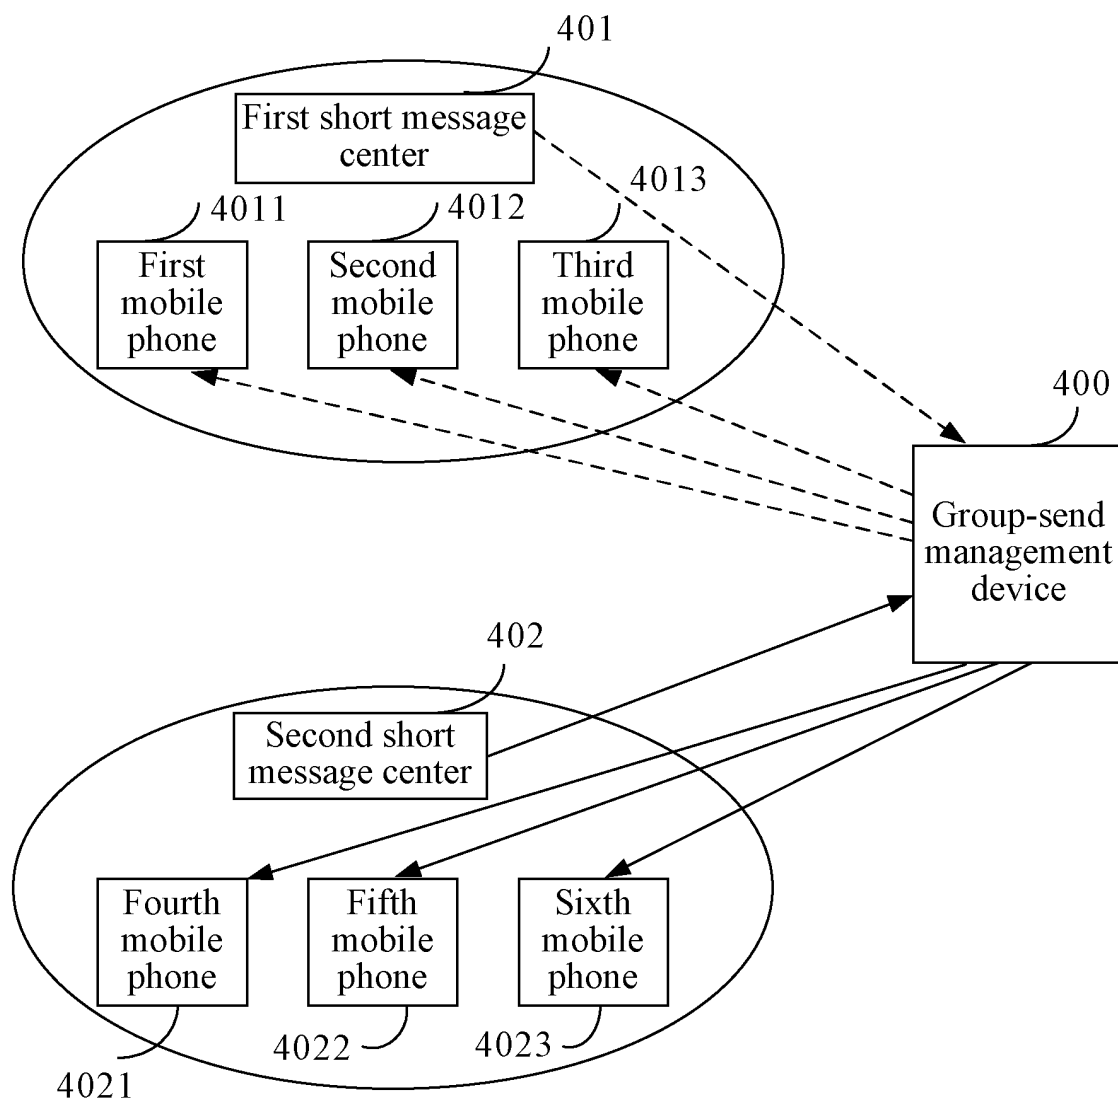 401
First short message
center
4011
4012
4013
First
mobile
phone
Second
mobile
phone
Third
mobile
phone
400
Group-send
management
device
402
Second short
message center
Fourth
mobile
phone
Fifth
mobile
phone
Sixth
mobile
phone
4021
4022
4023